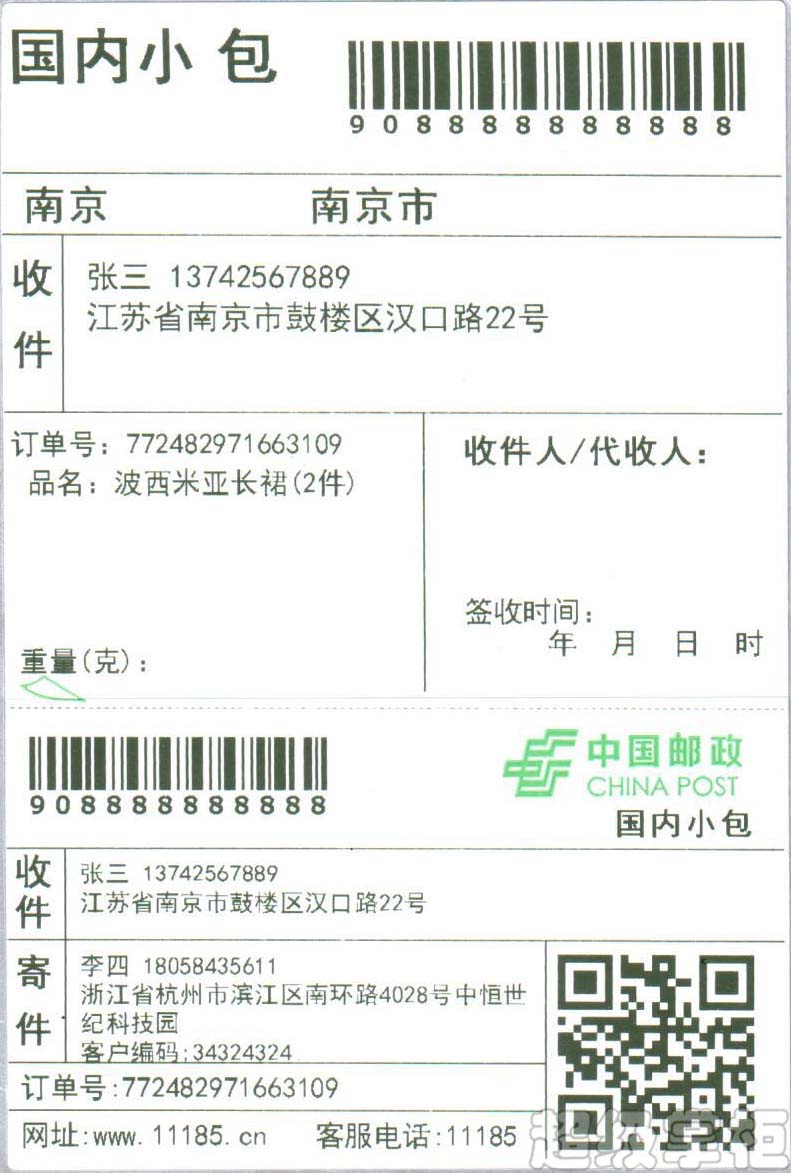 国内小 包
908888888888
南京 南京市
收件
张三 13742567889
江苏省南京市鼓楼区汉口路22号
订单号：772482971663109
品名：波西米亚长裙(2件)
重量(克)：
收件人/代收人：
签收时间：
年 月 日 时
908888888888
中国邮政
CHINA POST
国内小包
收件
张三 13742567889
江苏省南京市鼓楼区汉口路22号
寄件
李四 18058435611
浙江省杭州市滨江区南环路4028号中恒世
纪科技园
客户编码;34324324
订单号:772482971663109
网址:www.11185.cn 客服电话:11185
超级掌柜